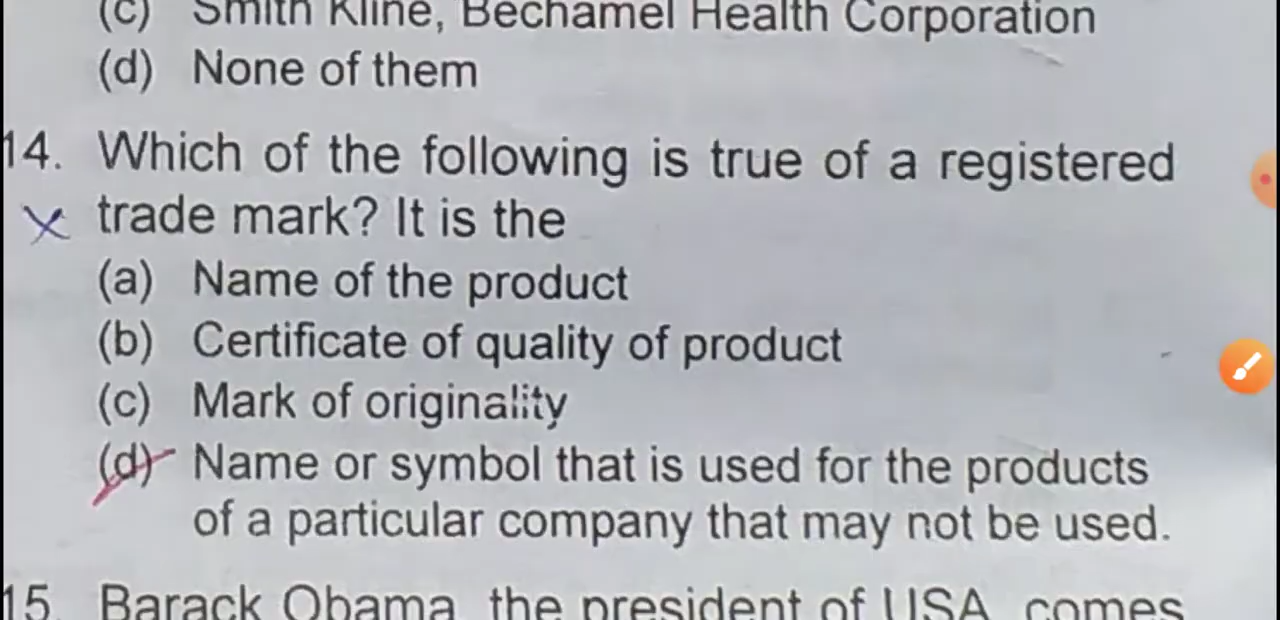 (c) Smith Kline, Bechamel Health Corporation
(d) None of them
14. Which of the following is true of a registered
trade mark? It is the
(a) Name of the product
(b) Certificate of quality of product
(c) Mark of originality
(d) Name or symbol that is used for the products
of a particular company that may not be used.
15. Barack Obama, the president of USA, comes